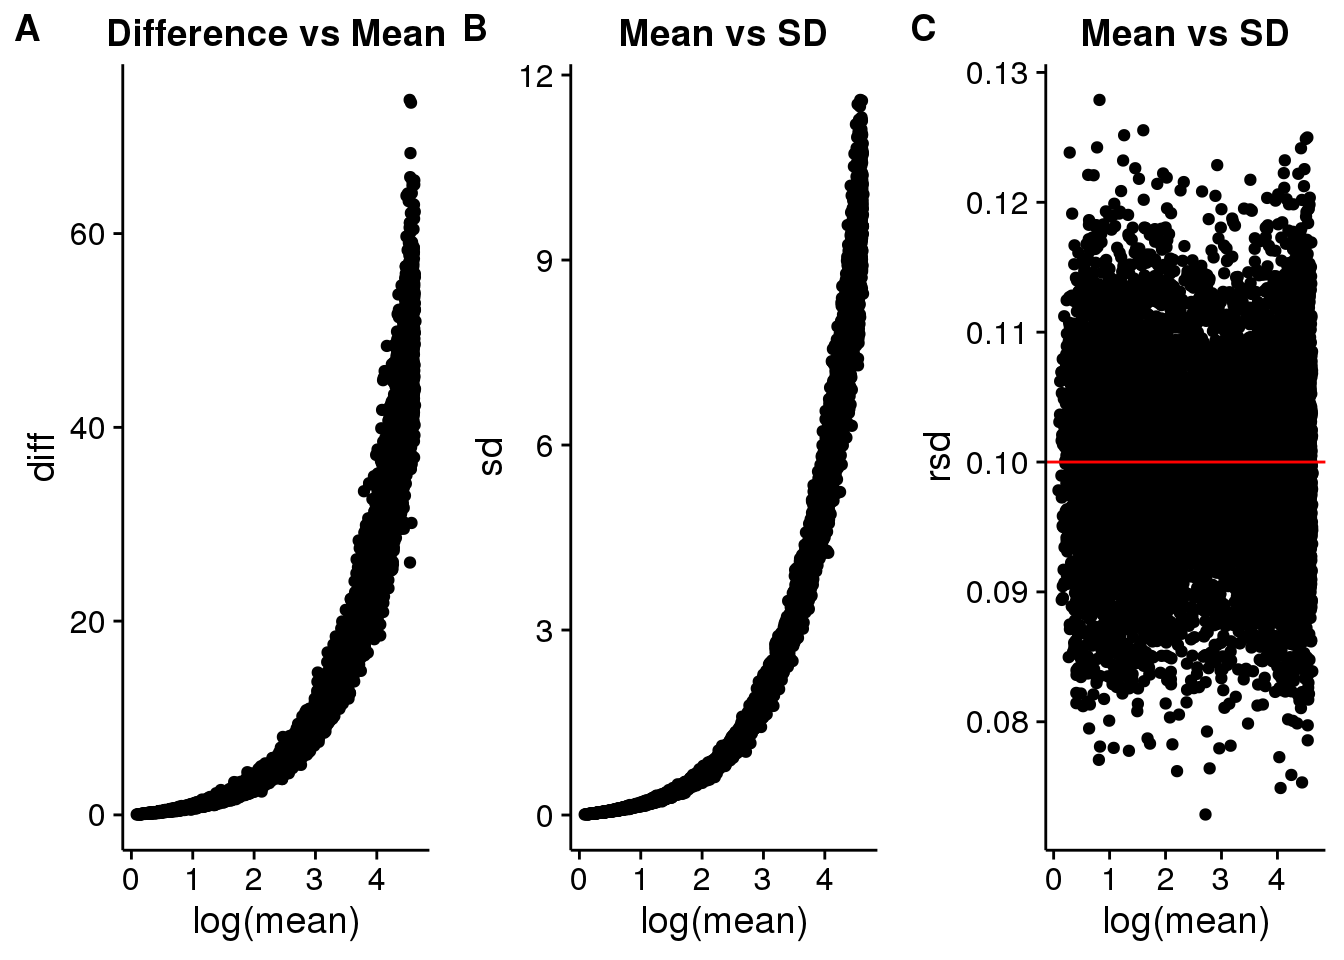 A
Difference vs Mean
diff
60
40
20
0
0 1 2 3 4
log(mean)
B
Mean vs SD
sd
12
9
6
3
0
0 1 2 3 4
log(mean)
C
Mean vs SD
rsd
0.13
0.12
0.11
0.10
0.09
0.08
0 1 2 3 4
log(mean)